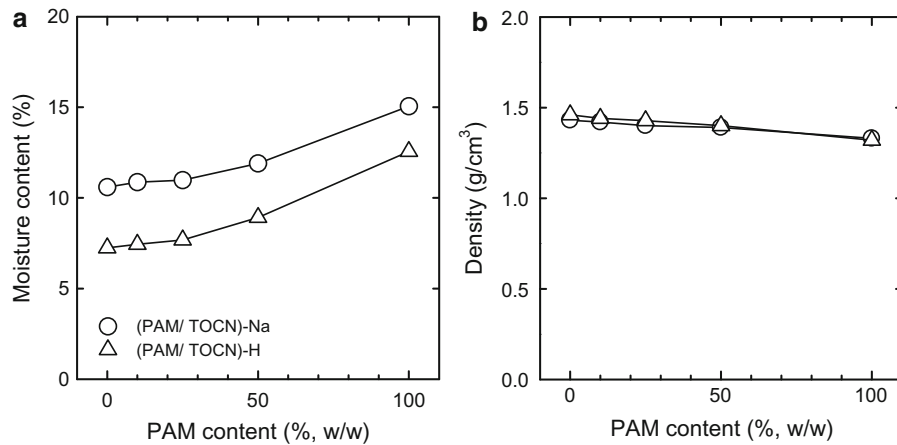 a
20
15
10
5
0
Moisture content (%)
(PAM/ TOCN)-Na
(PAM/ TOCN)-H
0 50 100
PAM content (%, w/w)
b
2.0
1.5
1.0
0.5
0.0
Density (g/cm³)
0 50 100
PAM content (%, w/w)